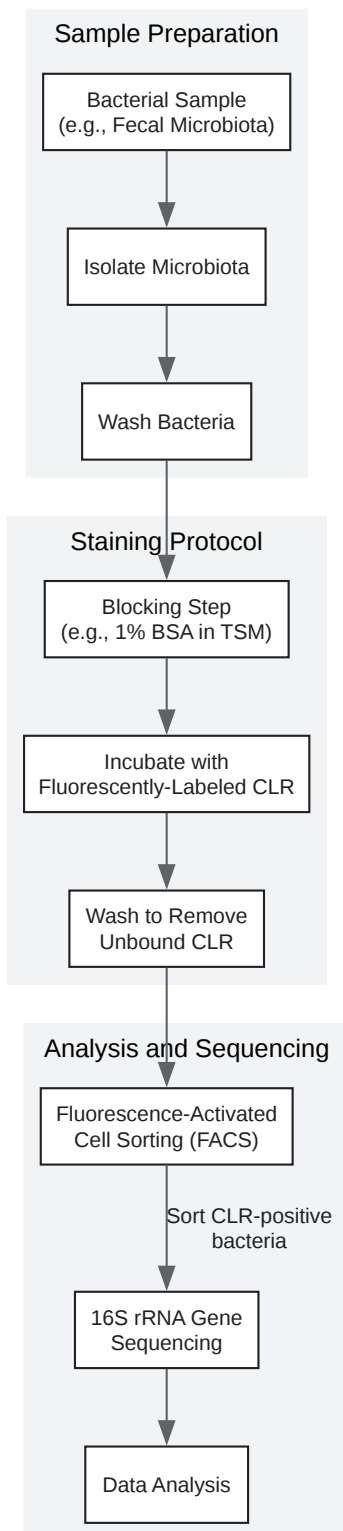 Sample Preparation
Bacterial Sample
(e.g., Fecal Microbiota)
Isolate Microbiota
Wash Bacteria
Staining Protocol
Blocking Step
(e.g., 1% BSA in TSM)
Incubate with
Fluorescently-Labeled CLR
Wash to Remove
Unbound CLR
Analysis and Sequencing
Fluorescence-Activated
Cell Sorting (FACS)
Sort CLR-positive
bacteria
16S rRNA Gene
Sequencing
Data Analysis